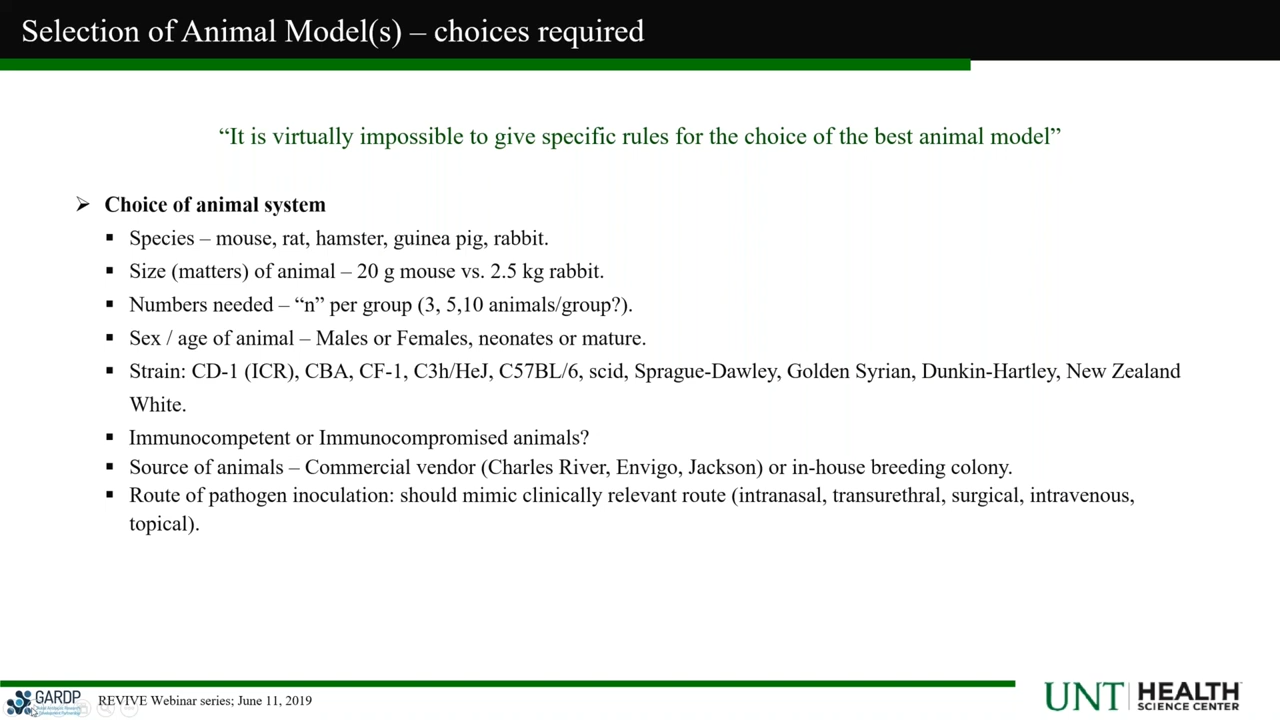 Selection of Animal Model(s) – choices required
“It is virtually impossible to give specific rules for the choice of the best animal model”
➢ Choice of animal system
▪ Species – mouse, rat, hamster, guinea pig, rabbit.
▪ Size (matters) of animal – 20 g mouse vs. 2.5 kg rabbit.
▪ Numbers needed – “n” per group (3, 5,10 animals/group?).
▪ Sex / age of animal – Males or Females, neonates or mature.
▪ Strain: CD-1 (ICR), CBA, CF-1, C3h/HeJ, C57BL/6, scid, Sprague-Dawley, Golden Syrian, Dunkin-Hartley, New Zealand
White.
▪ Immunocompetent or Immunocompromised animals?
▪ Source of animals – Commercial vendor (Charles River, Envigo, Jackson) or in-house breeding colony.
▪ Route of pathogen inoculation: should mimic clinically relevant route (intranasal, transurethral, surgical, intravenous,
topical).
GARDP
REVIVE Webinar series; June 11, 2019
UNT HEALTH
SCIENCE CENTER